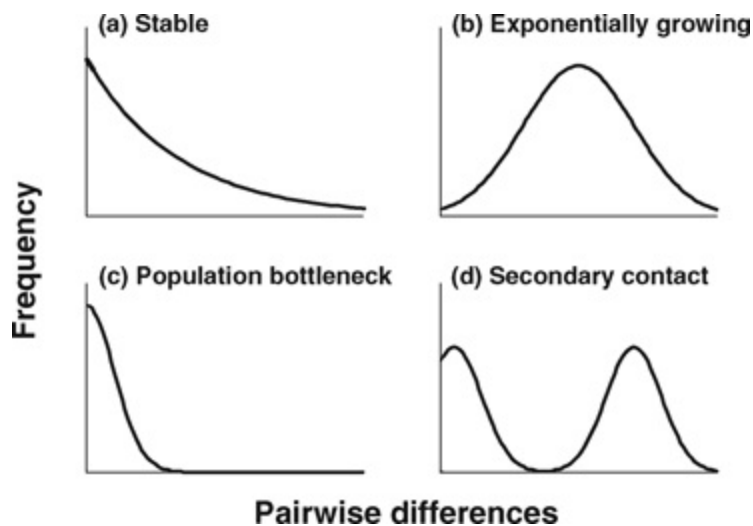 (a) Stable
(b) Exponentially growing
(c) Population bottleneck
(d) Secondary contact
Frequency
Pairwise differences